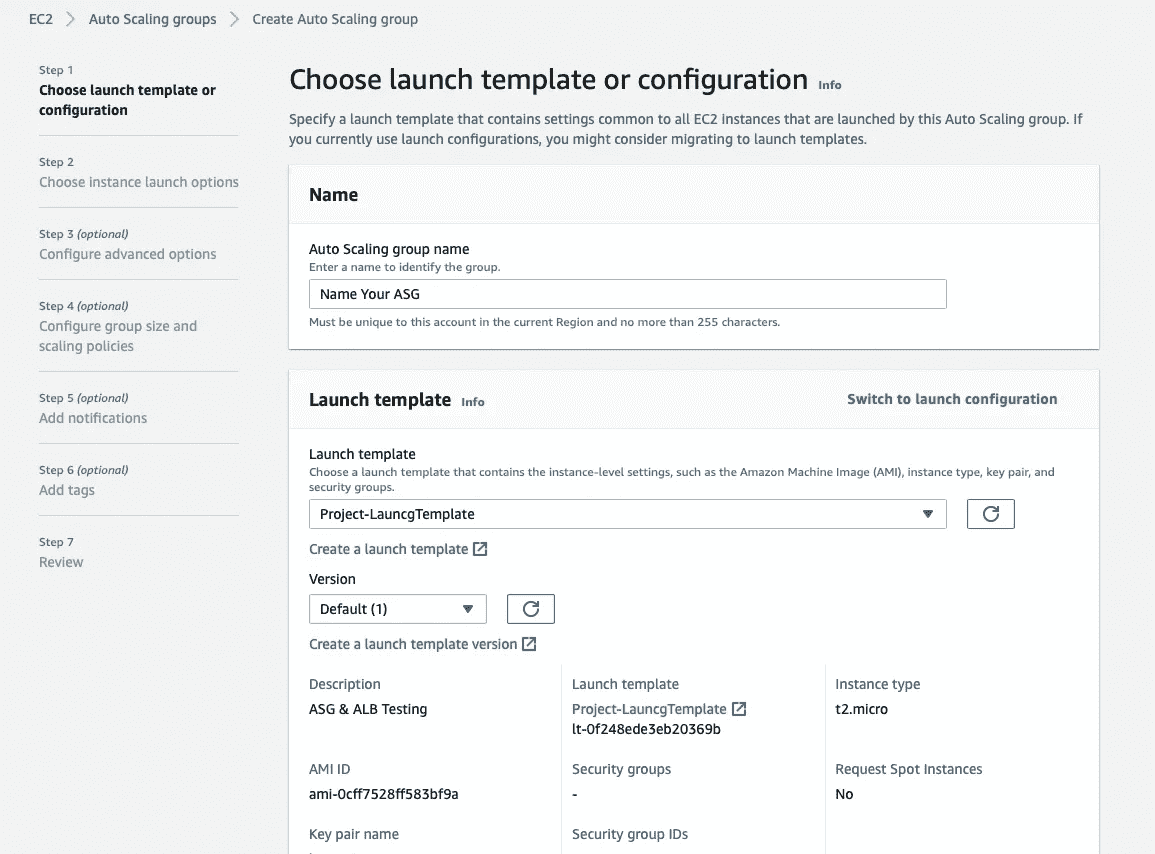 EC2 > Auto Scaling groups > Create Auto Scaling group
Step 1
Choose launch template or
configuration
Step 2
Choose instance launch options
Step 3 (optional)
Configure advanced options
Step 4 (optional)
Configure group size and
scaling policies
Step 5 (optional)
Add notifications
Step 6 (optional)
Add tags
Step 7
Review
Choose launch template or configuration Info
Specify a launch template that contains settings common to all EC2 instances that are launched by this Auto Scaling group. If
you currently use launch configurations, you might consider migrating to launch templates.
Name
Auto Scaling group name
Enter a name to identify the group.
Name Your ASG
Must be unique to this account in the current Region and no more than 255 characters.
Launch template Info
Switch to launch configuration
Launch template
Choose a launch template that contains the instance-level settings, such as the Amazon Machine Image (AMI), instance type, key pair, and
security groups.
Project-LauncgTemplate
Create a launch template
Version
Default (1)
Create a launch template version
Description
ASG & ALB Testing
Launch template
Project-LauncgTemplate
lt-0f248ede3eb20369b
Instance type
t2.micro
AMI ID
ami-0cff7528ff583bf9a
Security groups
-
Request Spot Instances
No
Key pair name
Security group IDs